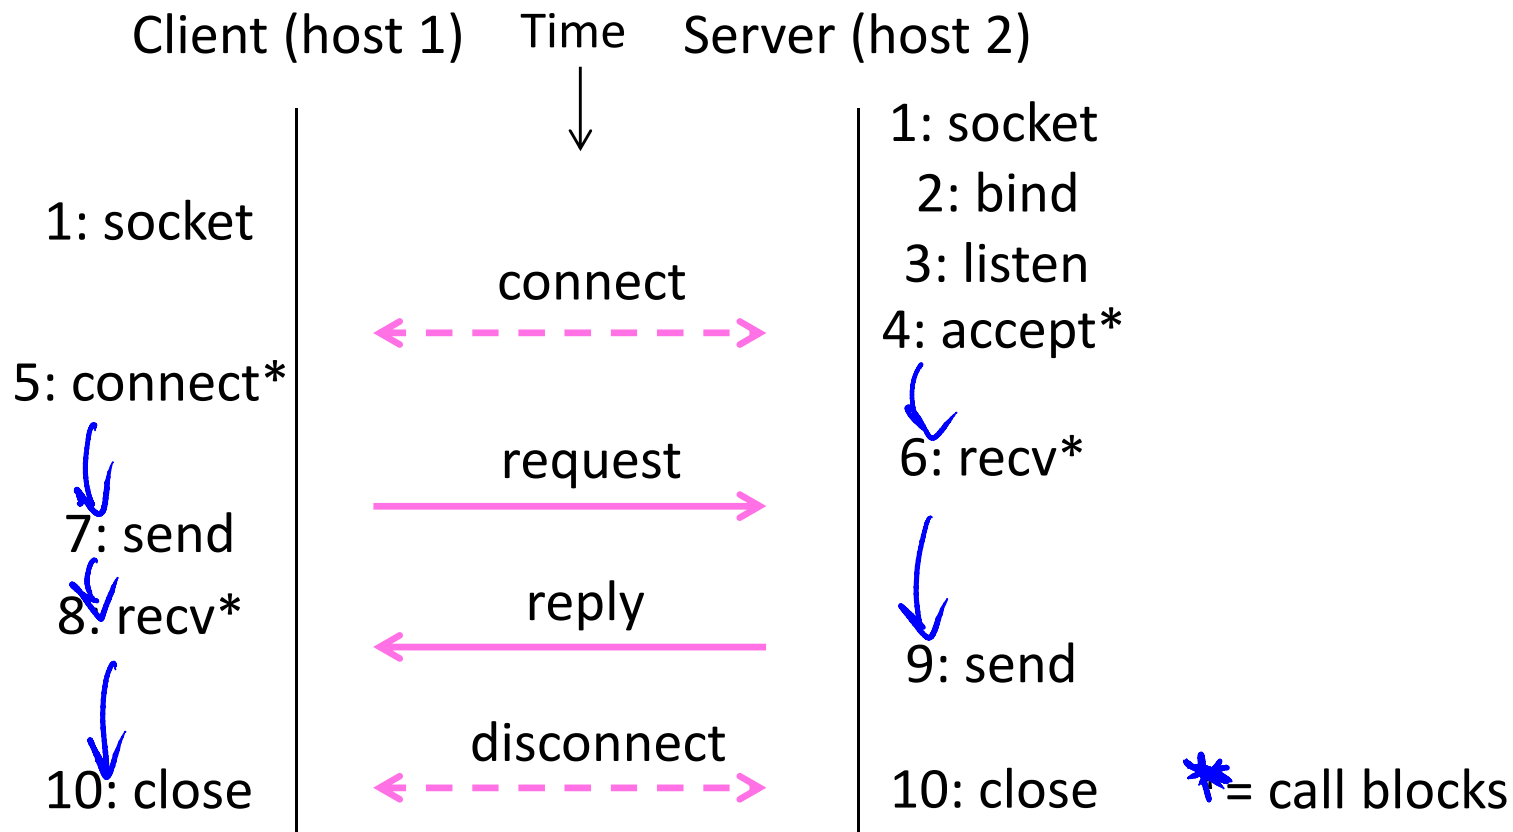 Client (host 1) Time Server (host 2)
1: socket
2: bind
1: socket
3: listen
connect
4: accept*
5: connect*
request
6: recv*
7: send
reply
8: recv*
9: send
disconnect
10: close
10: close
*= call blocks